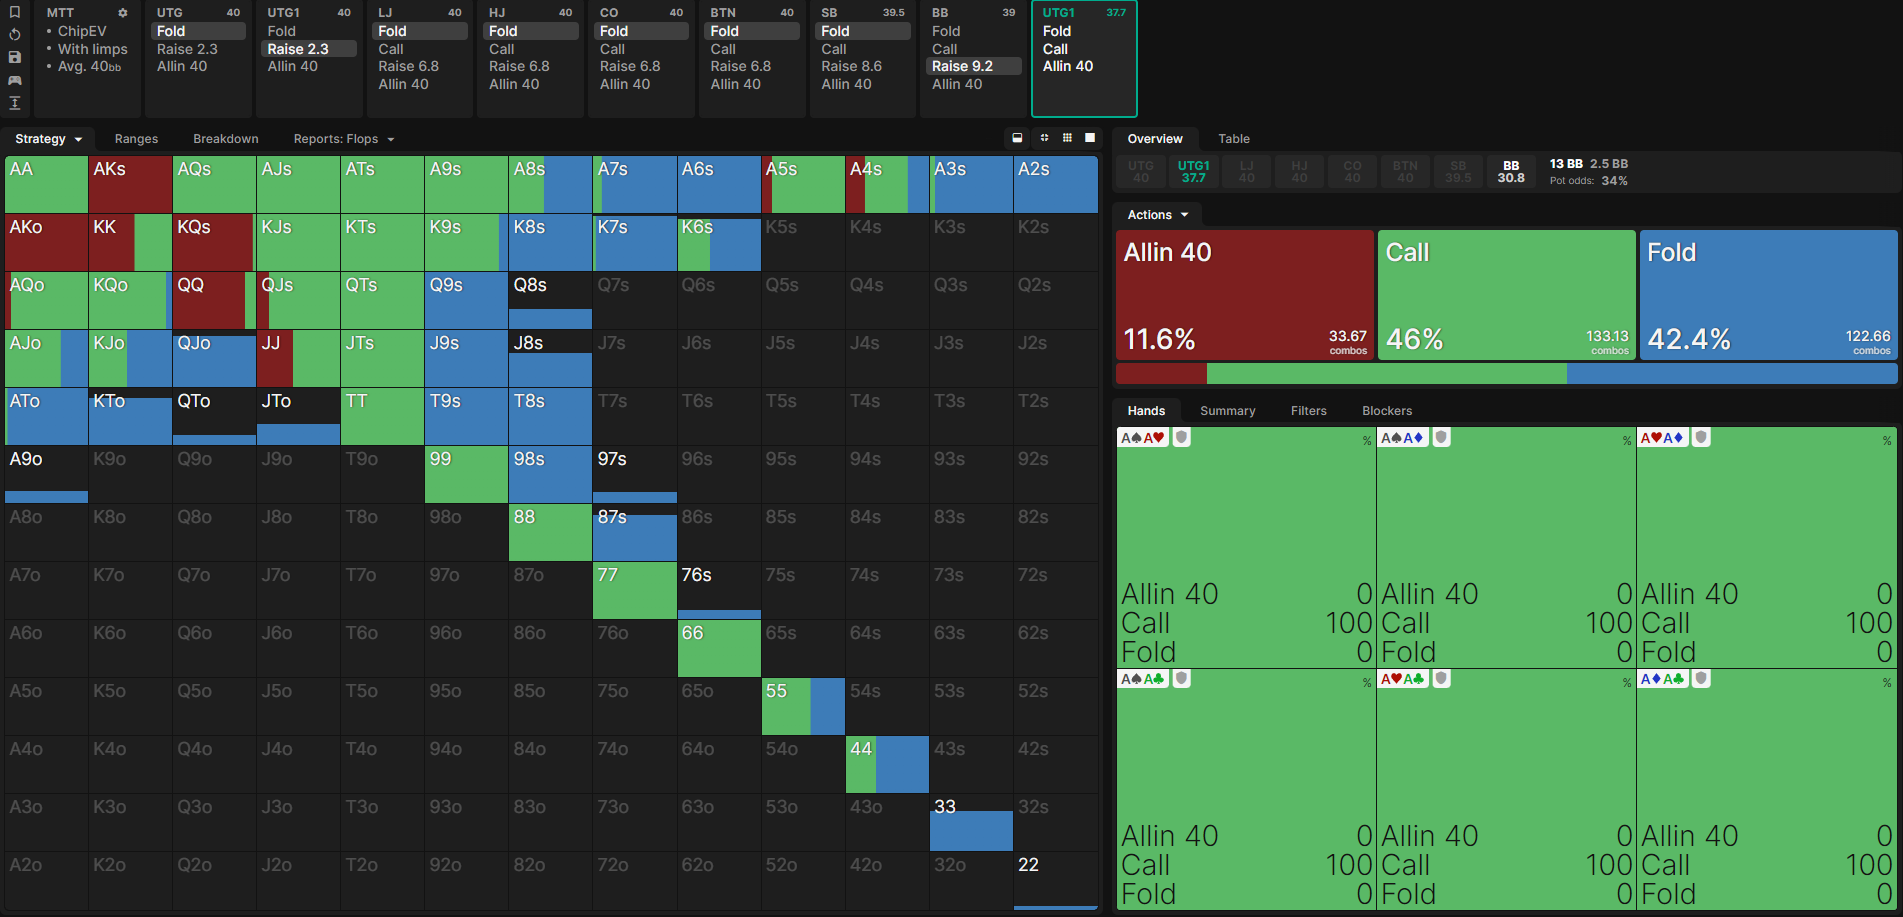 MTT
ChipEV
With limps
Avg. 40bb
UTG 40
Fold
Raise 2.3
Allin 40
UTG1 40
Fold
Raise 2.3
Allin 40
LJ 40
Fold
Call
Raise 6.8
Allin 40
HJ 40
Fold
Call
Raise 6.8
Allin 40
CO 40
Fold
Call
Raise 6.8
Allin 40
BTN 40
Fold
Call
Raise 6.8
Allin 40
SB 39.5
Fold
Call
Raise 8.6
Allin 40
BB 39
Fold
Call
Raise 9.2
Allin 40
UTG1 37.7
Fold
Call
Allin 40
Strategy Ranges Breakdown Reports: Flops
AA AKs AQs AJs ATs A9s A8s A7s A6s A5s A4s A3s A2s
AKo KK KQs KJs KTs K9s K8s K7s K6s K5s K4s K3s K2s
AQo KQo QQ QJs QTs Q9s Q8s Q7s Q6s Q5s Q4s Q3s Q2s
AJo KJo QJo JJ JTs J9s J8s J7s J6s J5s J4s J3s J2s
ATo KTo QTo JTo TT T9s T8s T7s T6s T5s T4s T3s T2s
A9o K9o Q9o J9o T9o 99 98s 97s 96s 95s 94s 93s 92s
A8o K8o Q8o J8o T8o 98o 88 87s 86s 85s 84s 83s 82s
A7o K7o Q7o J7o T7o 97o 87o 77 76s 75s 74s 73s 72s
A6o K6o Q6o J6o T6o 96o 86o 76o 66 65s 64s 63s 62s
A5o K5o Q5o J5o T5o 95o 85o 75o 65o 55 54s 53s 52s
A4o K4o Q4o J4o T4o 94o 84o 74o 64o 54o 44 43s 42s
A3o K3o Q3o J3o T3o 93o 83o 73o 63o 53o 43o 33 32s
A2o K2o Q2o J2o T2o 92o 82o 72o 62o 52o 42o 32o 22
Overview Table
UTG 40
UTG1 37.7
LJ 40
HJ 40
CO 40
BTN 40
SB 39.5
BB 30.8
13 BB 2.5 BB
Pot odds: 34%
Actions
Allin 40
11.6% 33.67 combos
Call
46% 133.13 combos
Fold
42.4% 122.66 combos
Hands Summary Filters Blockers
A♠A♥ %
Allin 40 0
Call 100
Fold 0
A♠A♦ %
Allin 40 0
Call 100
Fold 0
A♥A♦ %
Allin 40 0
Call 100
Fold 0
A♠A♣ %
Allin 40 0
Call 100
Fold 0
A♥A♣ %
Allin 40 0
Call 100
Fold 0
A♦A♣ %
Allin 40 0
Call 100
Fold 0